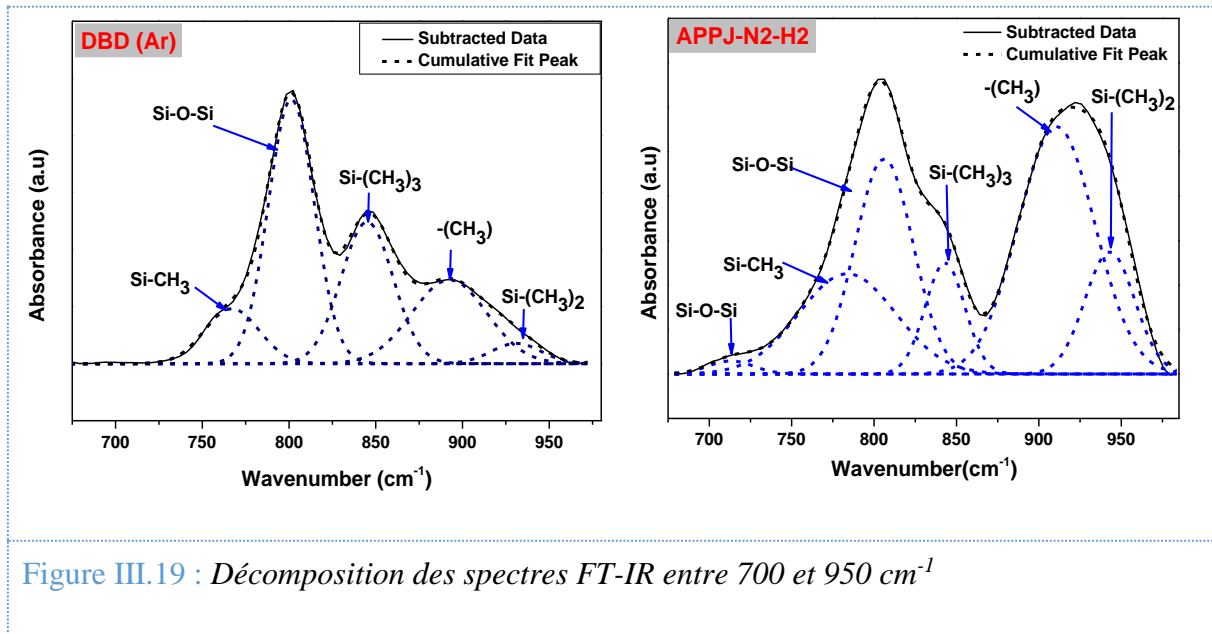 DBD (Ar)
Subtracted Data
Cumulative Fit Peak
Si-O-Si
Si-(CH₃)₃
-(CH₃)
Si-CH₃
Si-(CH₃)₂
Absorbance (a.u)
700 750 800 850 900 950
Wavenumber (cm⁻¹)
APPJ-N2-H2
Subtracted Data
Cumulative Fit Peak
-(CH₃)
Si-(CH₃)₂
Si-O-Si
Si-(CH₃)₃
Si-CH₃
Si-O-Si
Absorbance (a.u)
700 750 800 850 900 950
Wavenumber(cm⁻¹)
Figure III.19 : Décomposition des spectres FT-IR entre 700 et 950 cm⁻¹